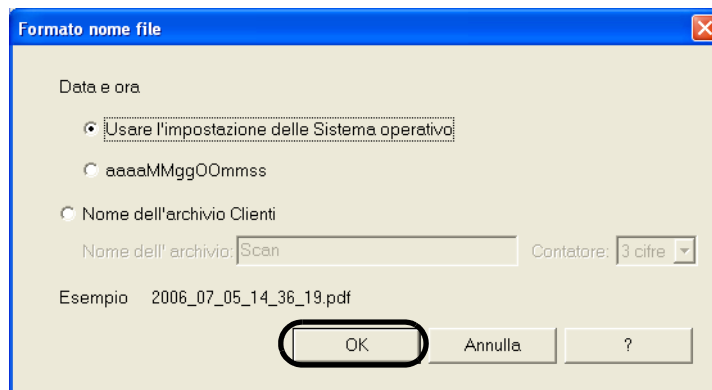 Formato nome file
Data e ora
Usare l'impostazione delle Sistema operativo
aaaaMMggOOmmss
Nome dell'archivio Clienti
Nome dell' archivio: Scan Contatore: 3 cifre
Esempio 2006_07_05_14_36_19.pdf
OK Annulla ?